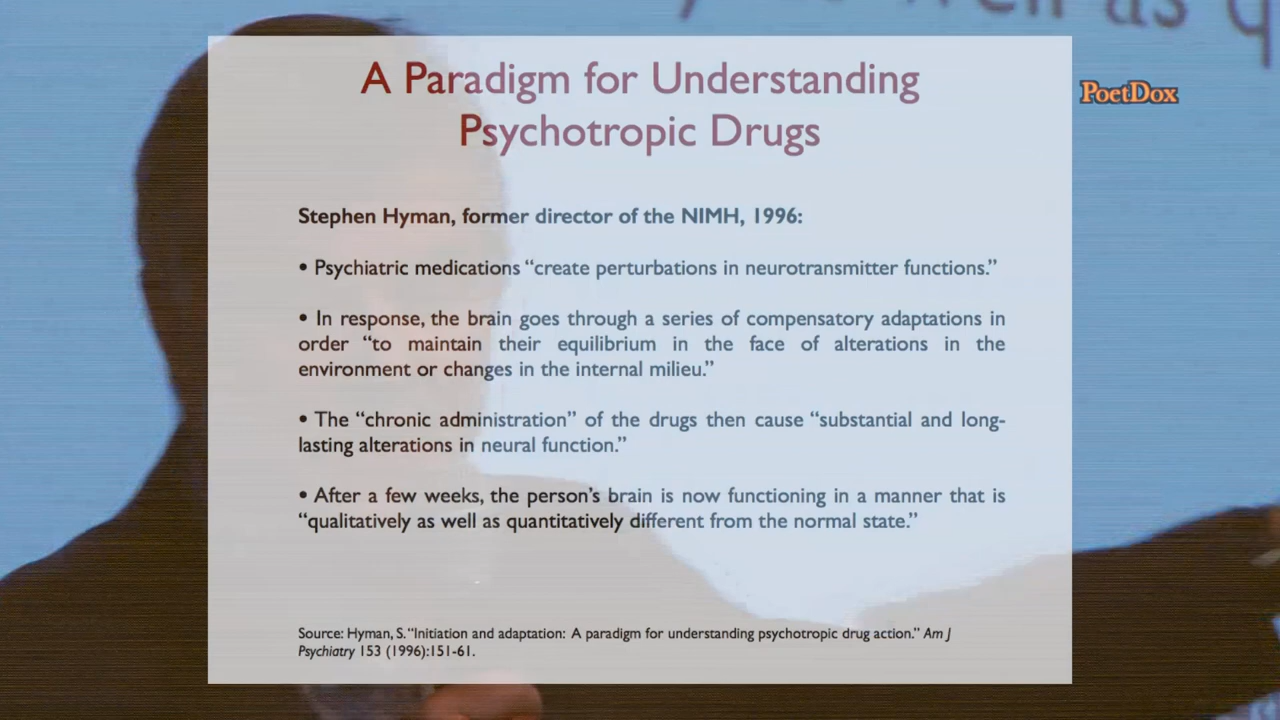 y as well as q
PoetDox
A Paradigm for Understanding
Psychotropic Drugs
Stephen Hyman, former director of the NIMH, 1996:
• Psychiatric medications “create perturbations in neurotransmitter functions.”
• In response, the brain goes through a series of compensatory adaptations in
order “to maintain their equilibrium in the face of alterations in the
environment or changes in the internal milieu.”
• The “chronic administration” of the drugs then cause “substantial and long-
lasting alterations in neural function.”
• After a few weeks, the person’s brain is now functioning in a manner that is
“qualitatively as well as quantitatively different from the normal state.”
Source: Hyman, S. “Initiation and adaptation: A paradigm for understanding psychotropic drug action.” Am J
Psychiatry 153 (1996):151-61.